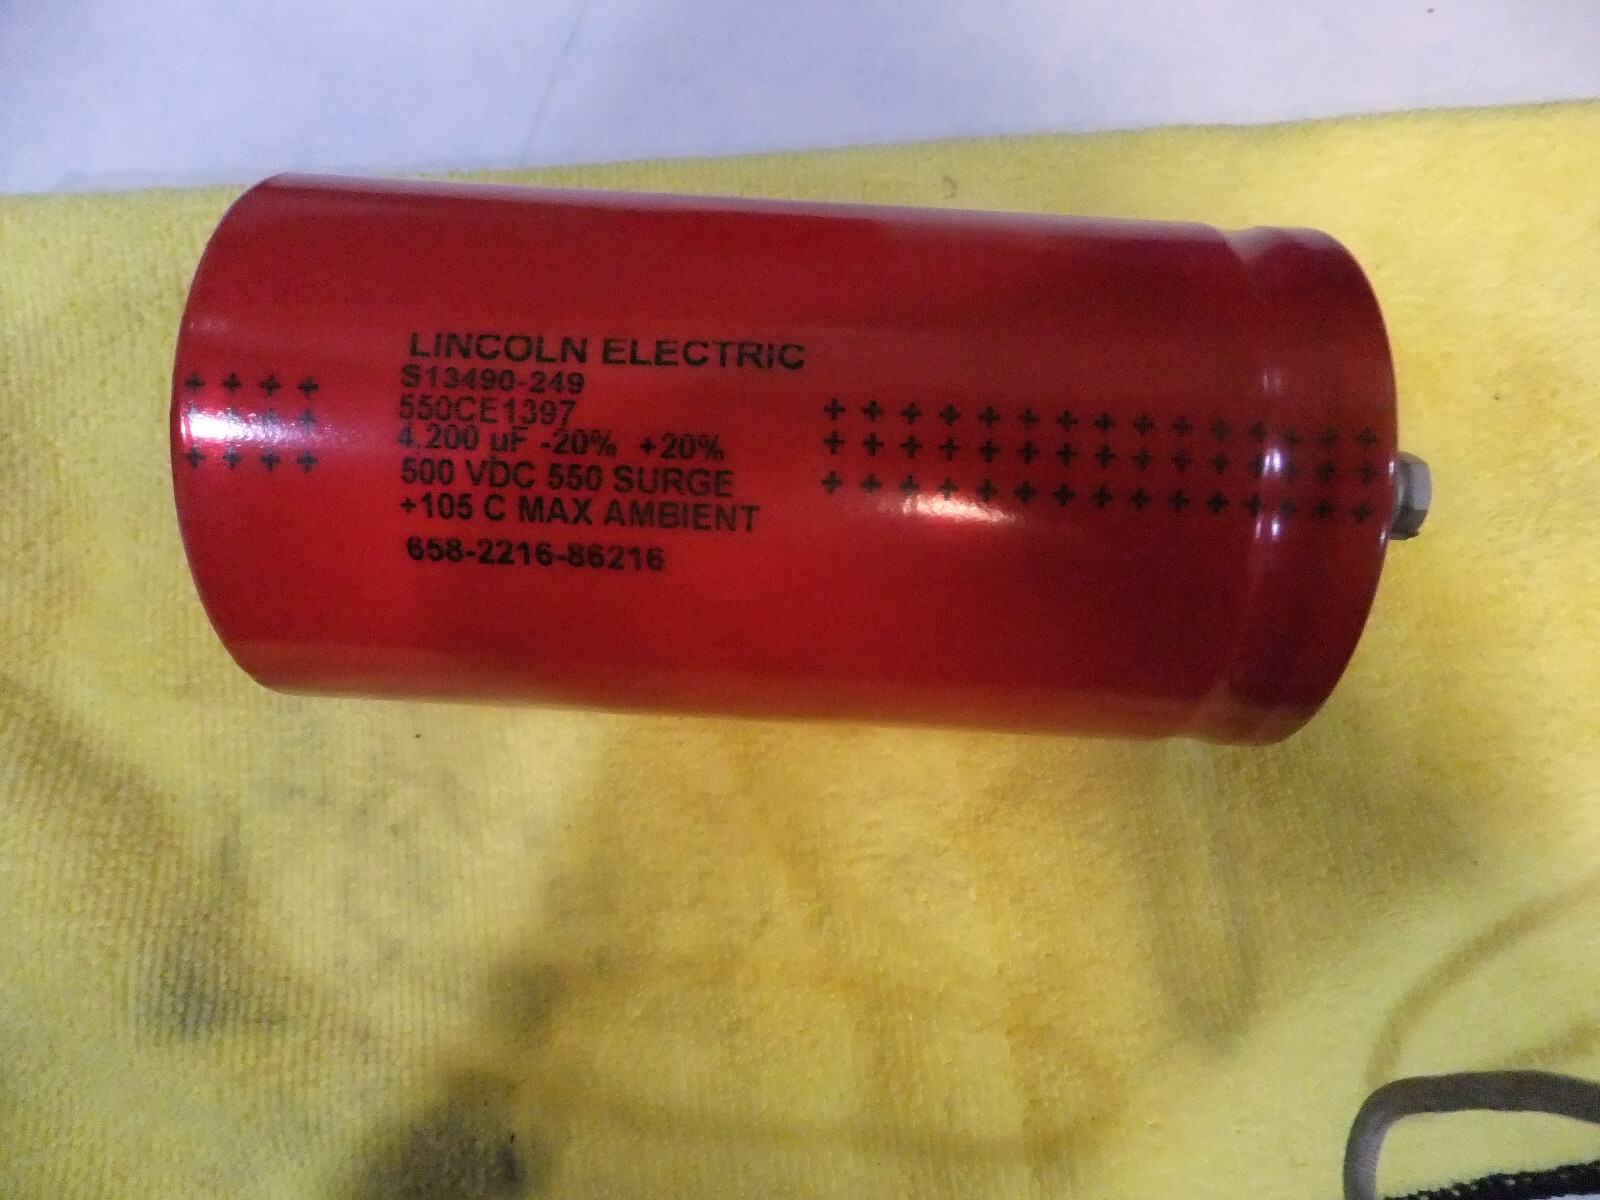 LINCOLN ELECTRIC
S13490-249
550CE1397
4,200 uF -20% +20%
500 VDC 550 SURGE
+105 C MAX AMBIENT
658-2216-86216